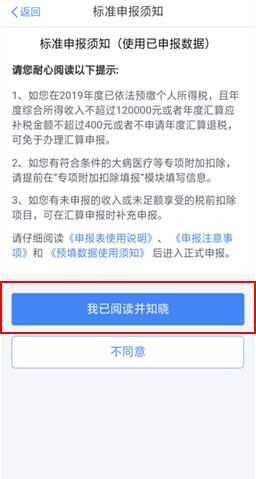 返回
标准申报须知
标准申报须知（使用已申报数据）
请您耐心阅读以下提示:
1、如您在2019年度已依法预缴个人所得税，且年
度综合所得收入不超过120000元或者年度汇算应
补税金额不超过400元或者不申请年度汇算退税，
可免于办理汇算申报。
2、如您有符合条件的大病医疗等专项附加扣除，
请提前在“专项附加扣除填报”模块填写信息。
3、如您有未申报的收入或未足额享受的税前扣除
项目，可在汇算申报时补充申报。
请仔细阅读《申报表使用说明》、《申报注意事
项》和《预填数据使用须知》后进入正式申报。
我已阅读并知晓
不同意